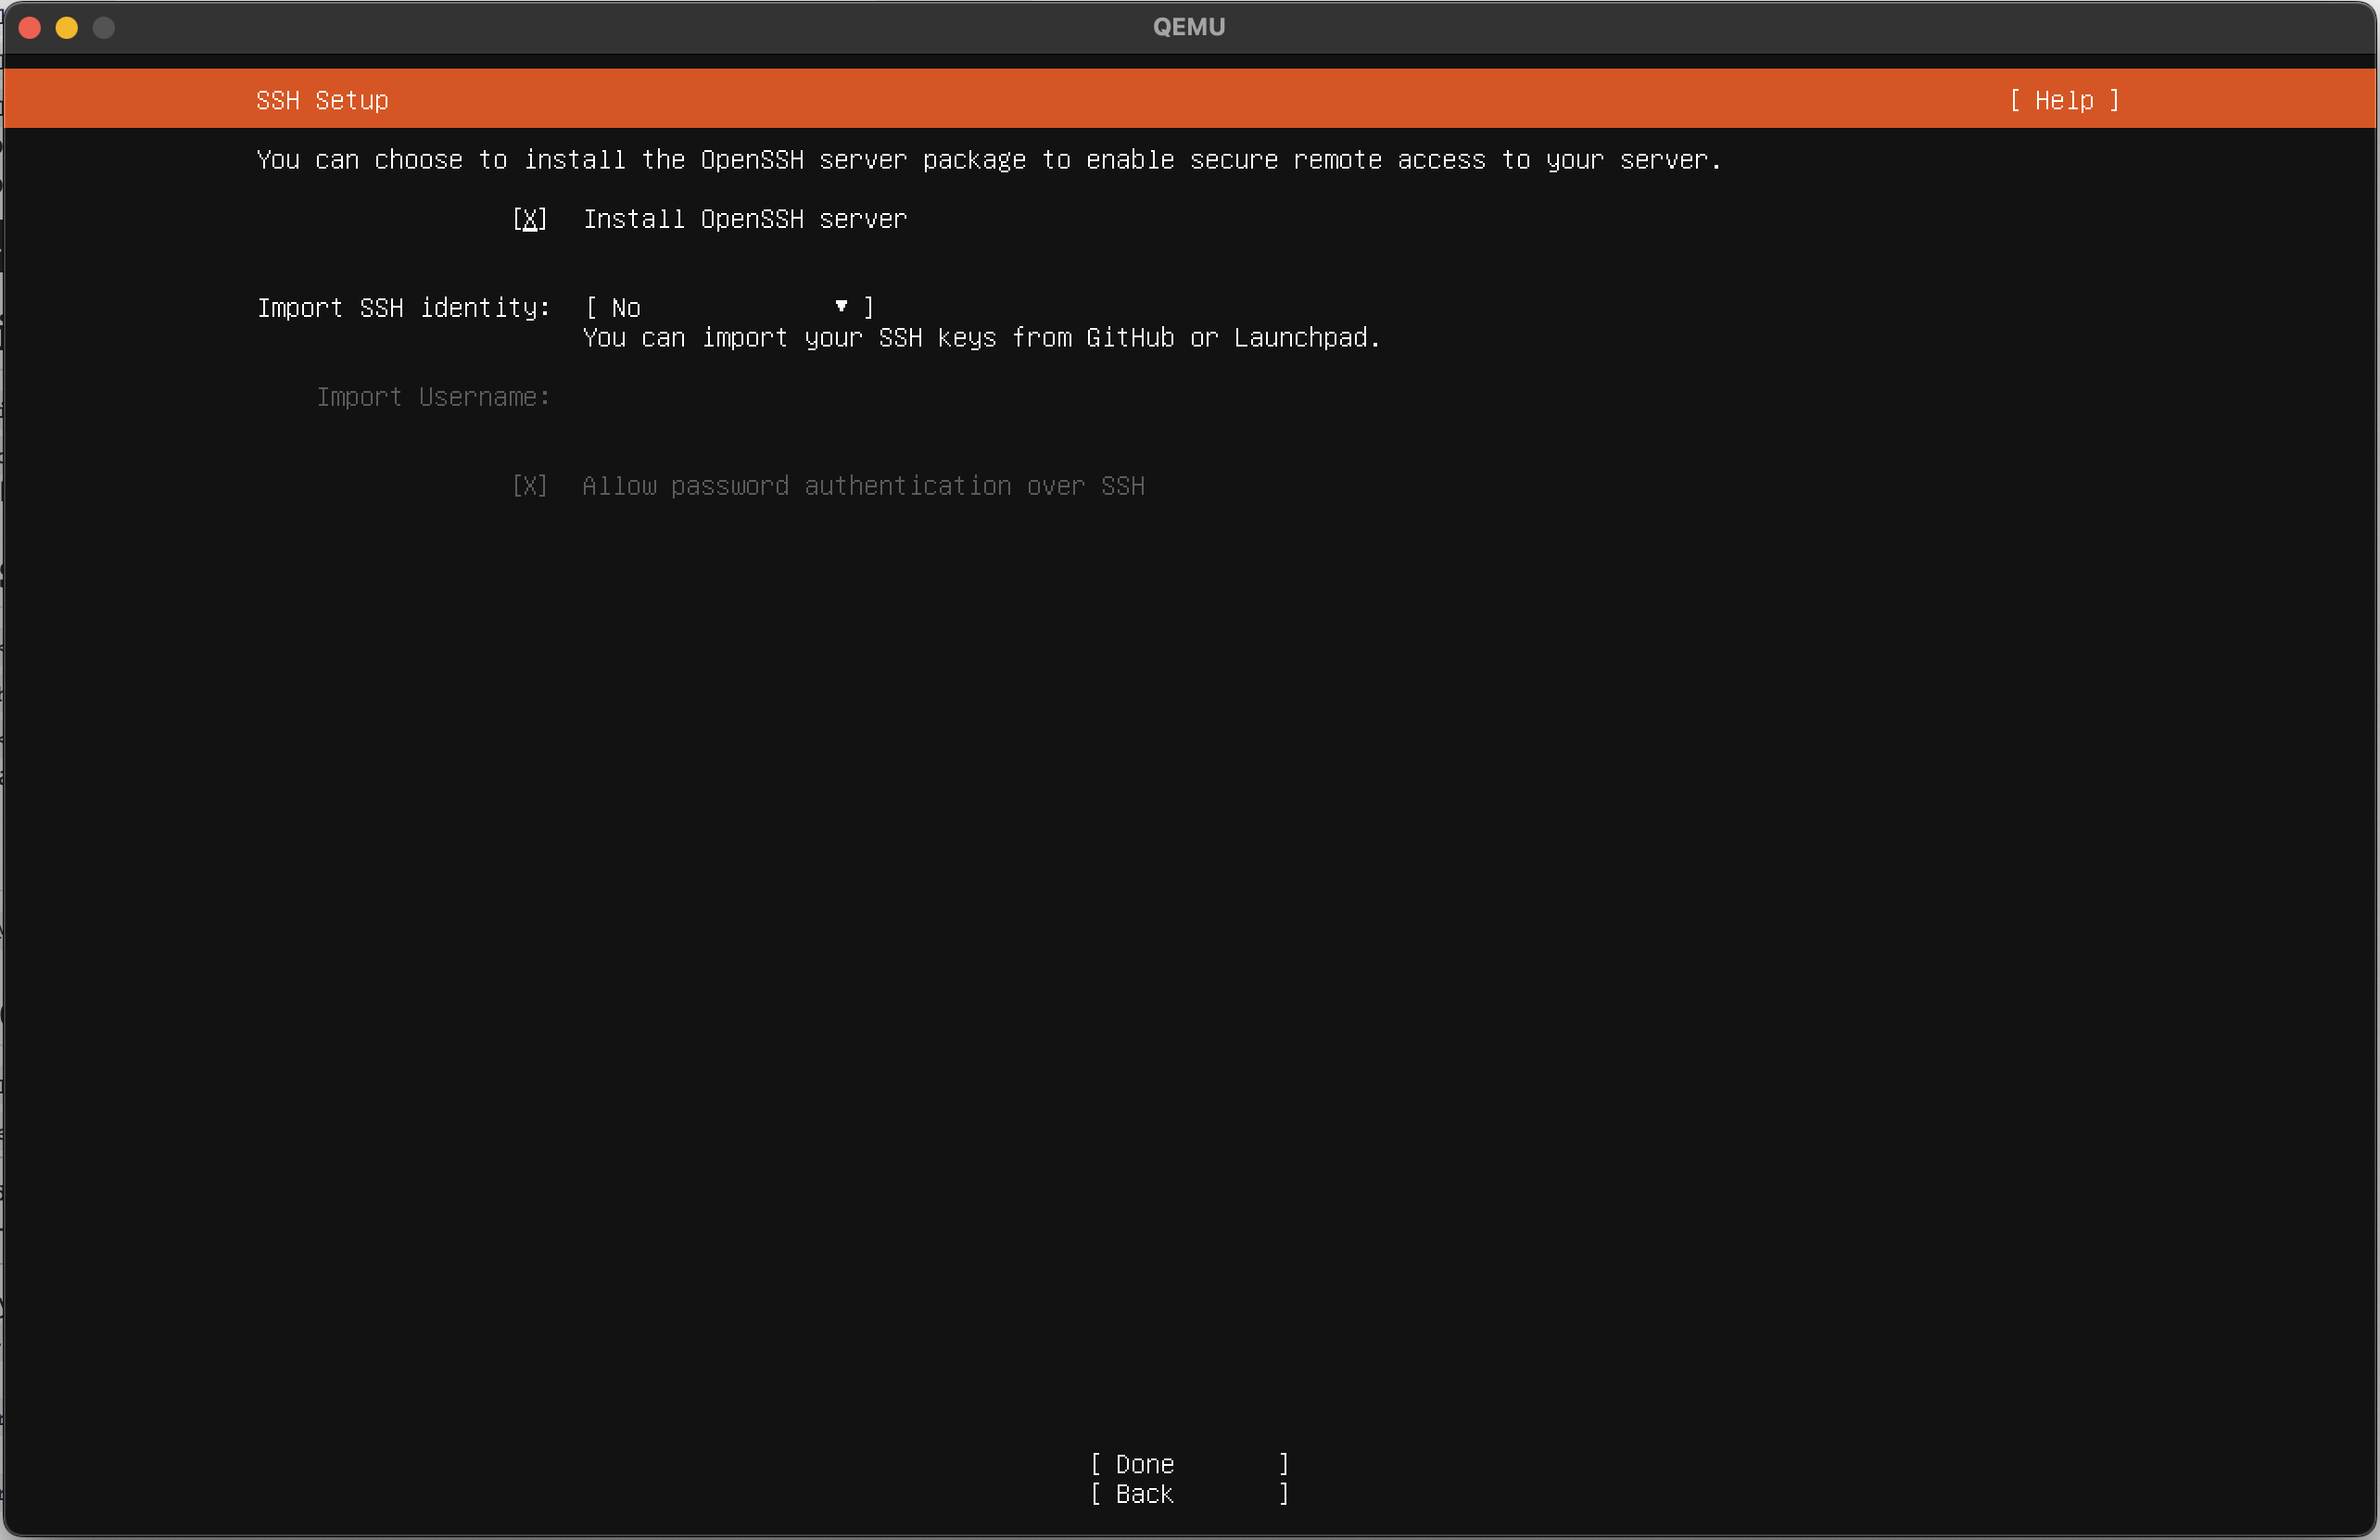 QEMU
SSH Setup [ Help ]
You can choose to install the OpenSSH server package to enable secure remote access to your server.
[X] Install OpenSSH server
Import SSH identity: [ No ▾ ]
You can import your SSH keys from GitHub or Launchpad.
Import Username:
[X] Allow password authentication over SSH
[ Done ]
[ Back ]